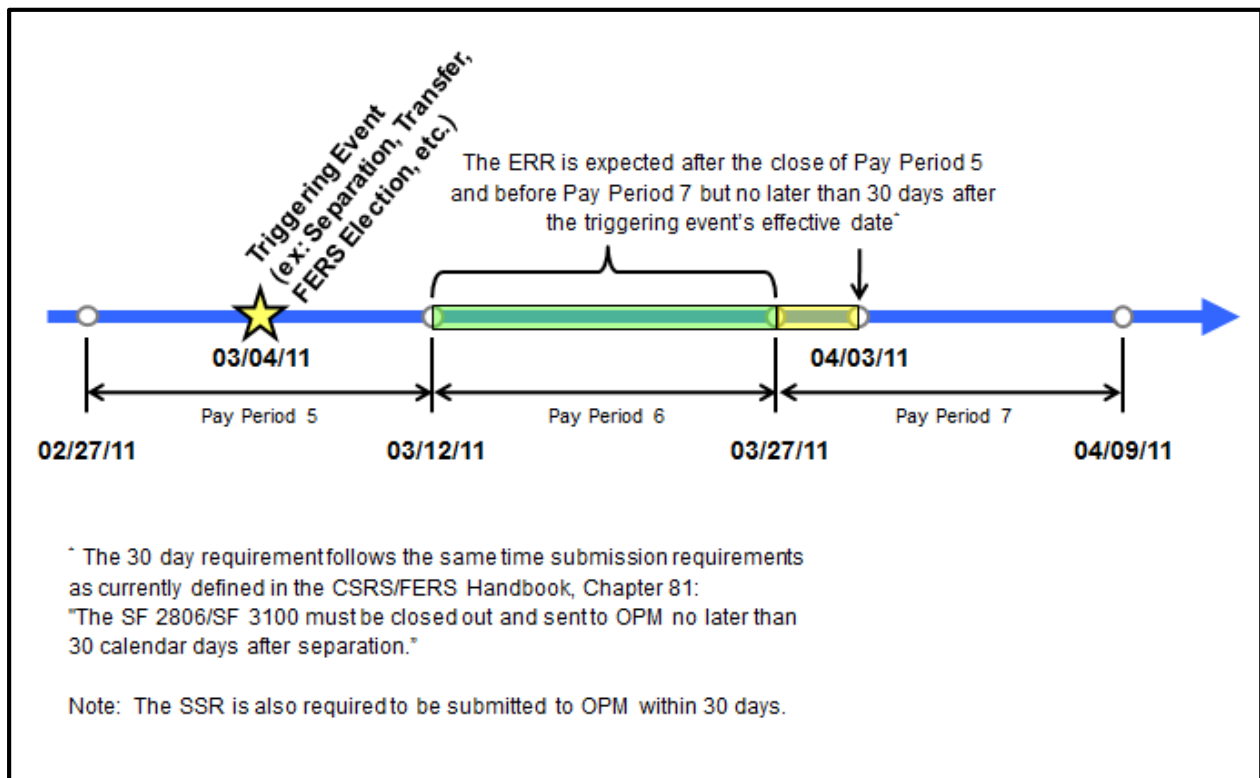 Triggering Event
(ex: Separation, Transfer,
FERS Election, etc.)
The ERR is expected after the close of Pay Period 5
and before Pay Period 7 but no later than 30 days after
the triggering event's effective date*
03/04/11
04/03/11
Pay Period 5
Pay Period 6
Pay Period 7
02/27/11
03/12/11
03/27/11
04/09/11
* The 30 day requirement follows the same time submission requirements
as currently defined in the CSRS/FERS Handbook, Chapter 81:
"The SF 2806/SF 3100 must be closed out and sent to OPM no later than
30 calendar days after separation."
Note: The SSR is also required to be submitted to OPM within 30 days.